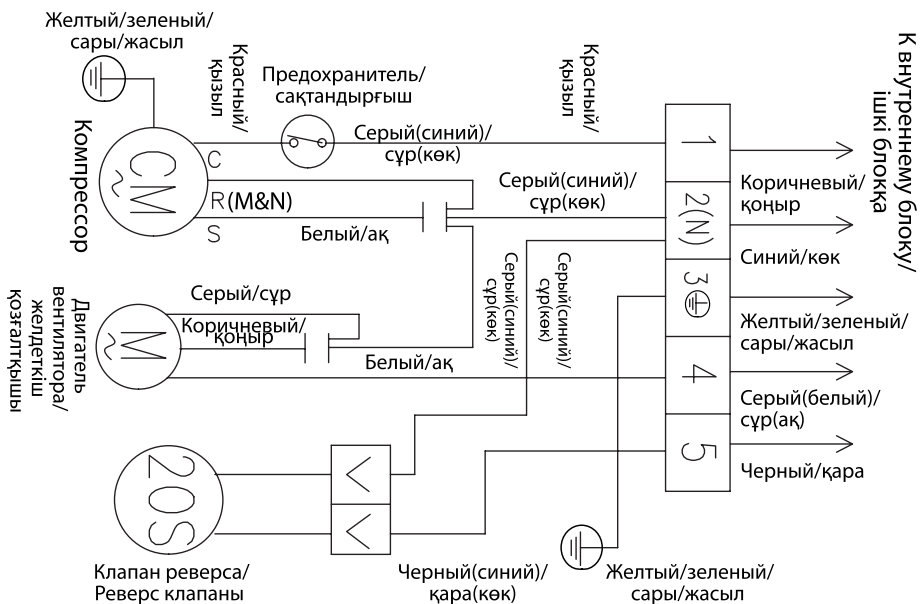 Желтый/зеленый/
сары/жасыл
Компрессор
CM
~
C
R(M&N)
S
Красный/
қызыл
Предохранитель/
сақтандырғыш
Серый(синий)/
сұр(көк)
Красный/
қызыл
Серый(синий)/
сұр(көк)
Белый/ақ
Двигатель
вентилятора/
желдеткіш
қозғалтқышы
M
~
Серый/сұр
Коричневый/
қоңыр
Белый/ақ
Серый(синий)/
сұр(көк)
Серый(синий)/
сұр(көк)
20S
Клапан реверса/
Реверс клапаны
Черный(синий)/
қара(көк)
1
2(N)
3
4
5
К внутреннему блоку/
ішкі блокқа
Коричневый/
қоңыр
Синий/көк
Желтый/зеленый/
сары/жасыл
Серый(белый)/
сұр(ақ)
Черный/қара
Желтый/зеленый/
сары/жасыл